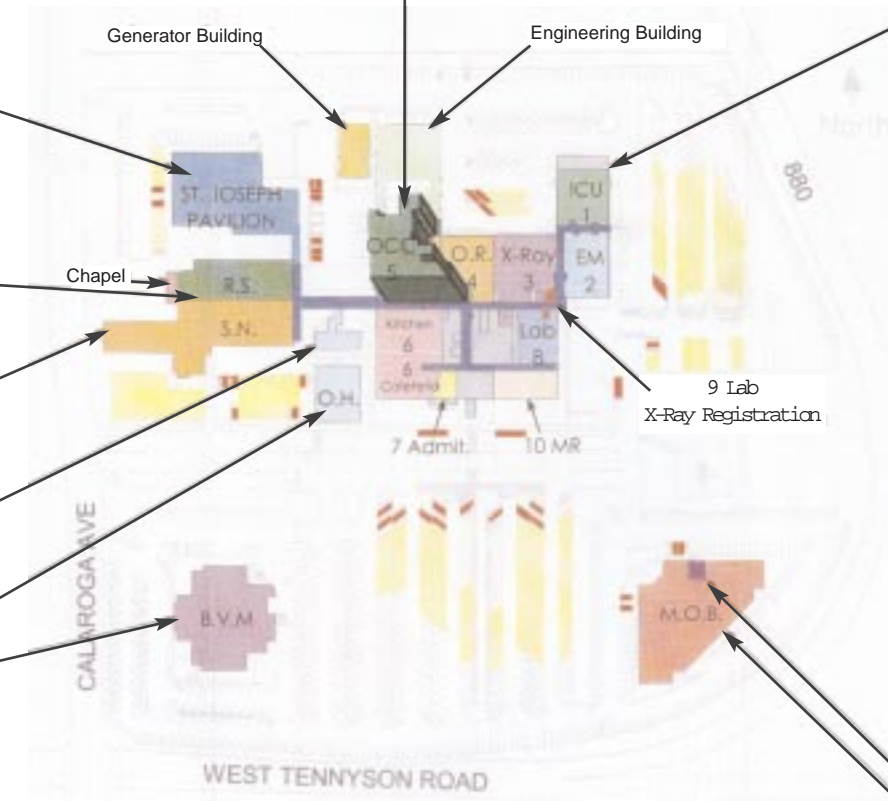 Generator Building
Engineering Building
North
880
ST. JOSEPH
PAVILION
ICU
1
OCC
5
O.R.
4
X-Ray
3
EM
2
Chapel
R.S.
S.N.
Kitchen
6
6
Cafeteria
Lab
8
O.H.
9 Lab
X-Ray Registration
7 Admit.
10 MR
CALAROGA AVE
B.V.M
M.O.B.
WEST TENNYSON ROAD